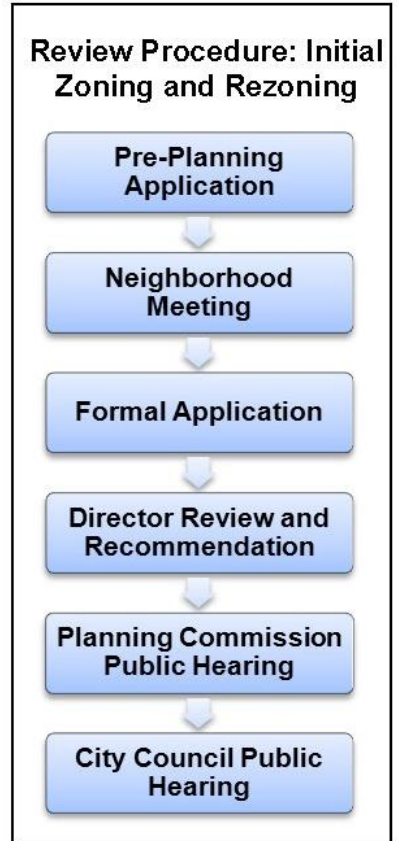 Review Procedure: Initial
Zoning and Rezoning
Pre-Planning
Application
Neighborhood
Meeting
Formal Application
Director Review and
Recommendation
Planning Commission
Public Hearing
City Council Public
Hearing